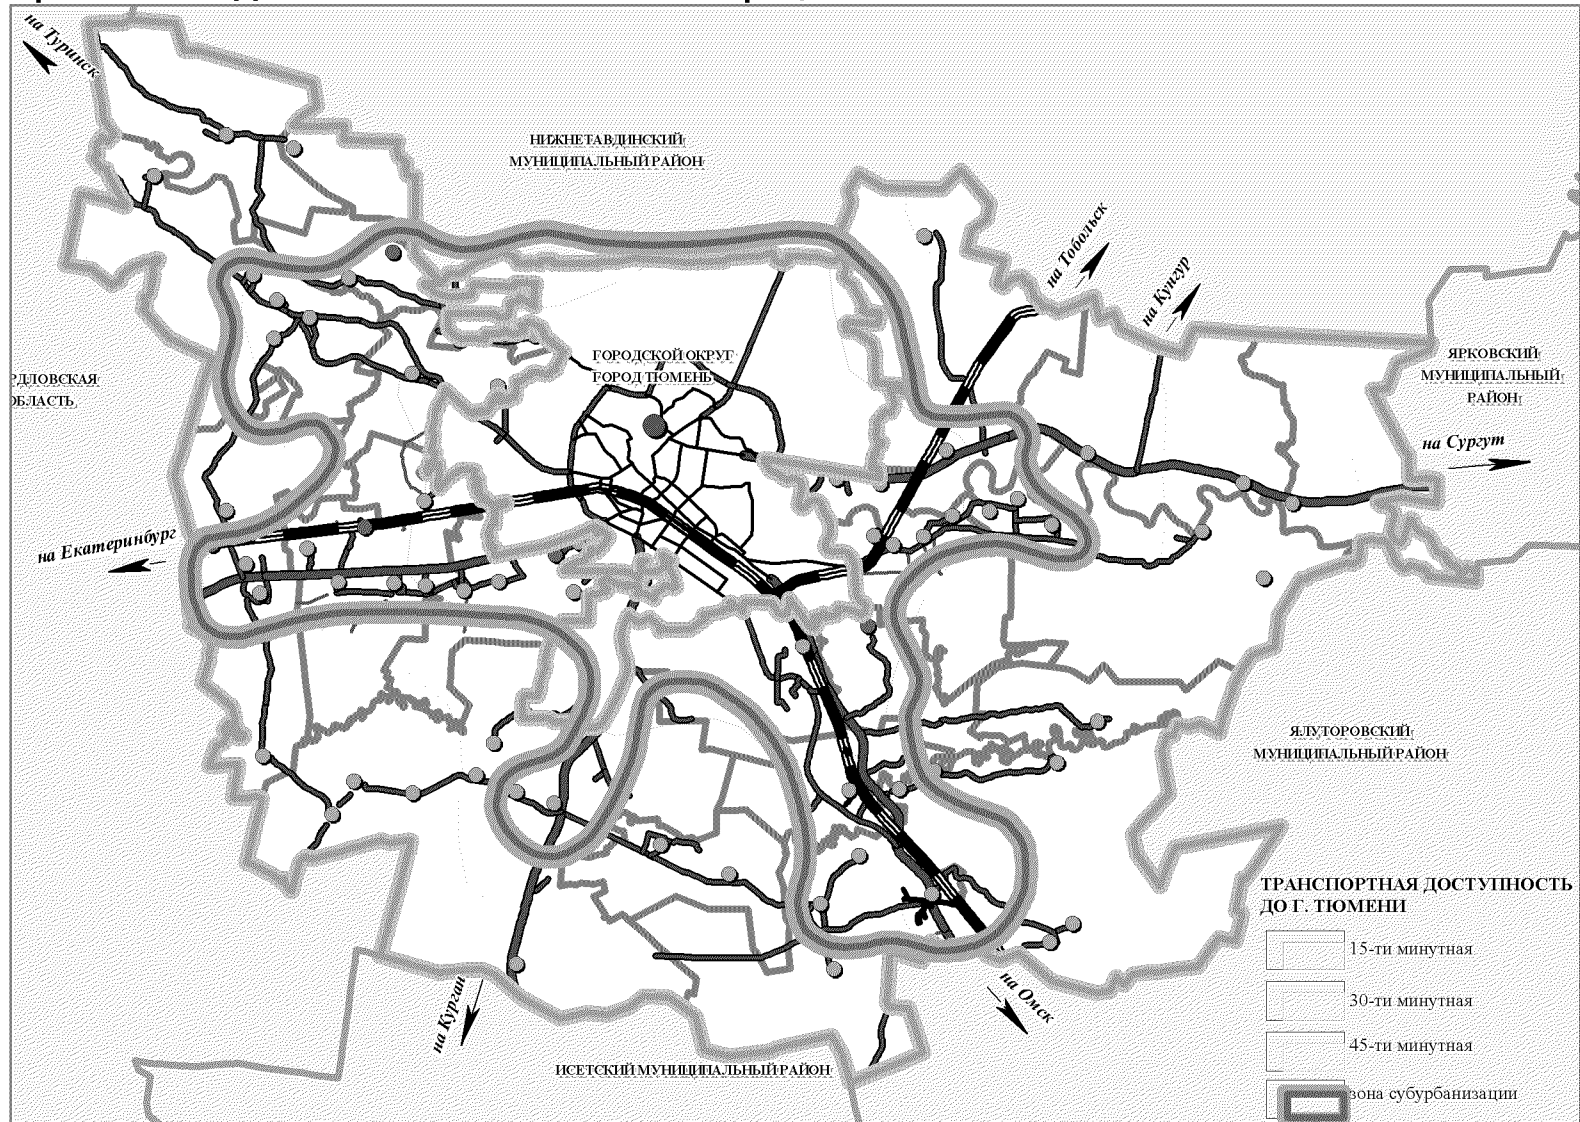 на Туринск
НИЖНЕТАВДИНСКИЙ
МУНИЦИПАЛЬНЫЙ РАЙОН
на Тобольск
на Кунгур
ГОРОДСКОЙ ОКРУГ
ГОРОД ТЮМЕНЬ
РДЛОВСКАЯ
ОБЛАСТЬ
ЯРКОВСКИЙ
МУНИЦИПАЛЬНЫЙ
РАЙОН
на Сургут
на Екатеринбург
ЯЛУТОРОВСКИЙ
МУНИЦИПАЛЬНЫЙ РАЙОН
на Курган
на Омск
ИСЕТСКИЙ МУНИЦИПАЛЬНЫЙ РАЙОН
ТРАНСПОРТНАЯ ДОСТУПНОСТЬ
ДО Г. ТЮМЕНИ
15-ти минутная
30-ти минутная
45-ти минутная
зона субурбанизации